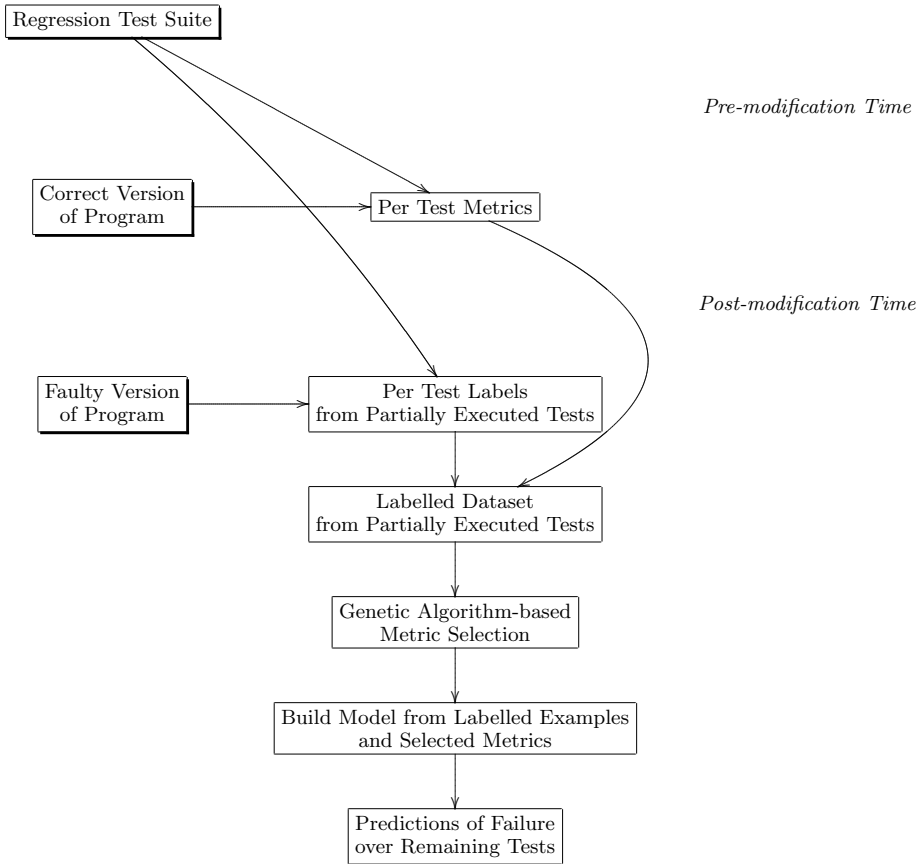 Regression Test Suite
Pre-modification Time
Correct Version
of Program
Per Test Metrics
Post-modification Time
Faulty Version
of Program
Per Test Labels
from Partially Executed Tests
Labelled Dataset
from Partially Executed Tests
Genetic Algorithm-based
Metric Selection
Build Model from Labelled Examples
and Selected Metrics
Predictions of Failure
over Remaining Tests